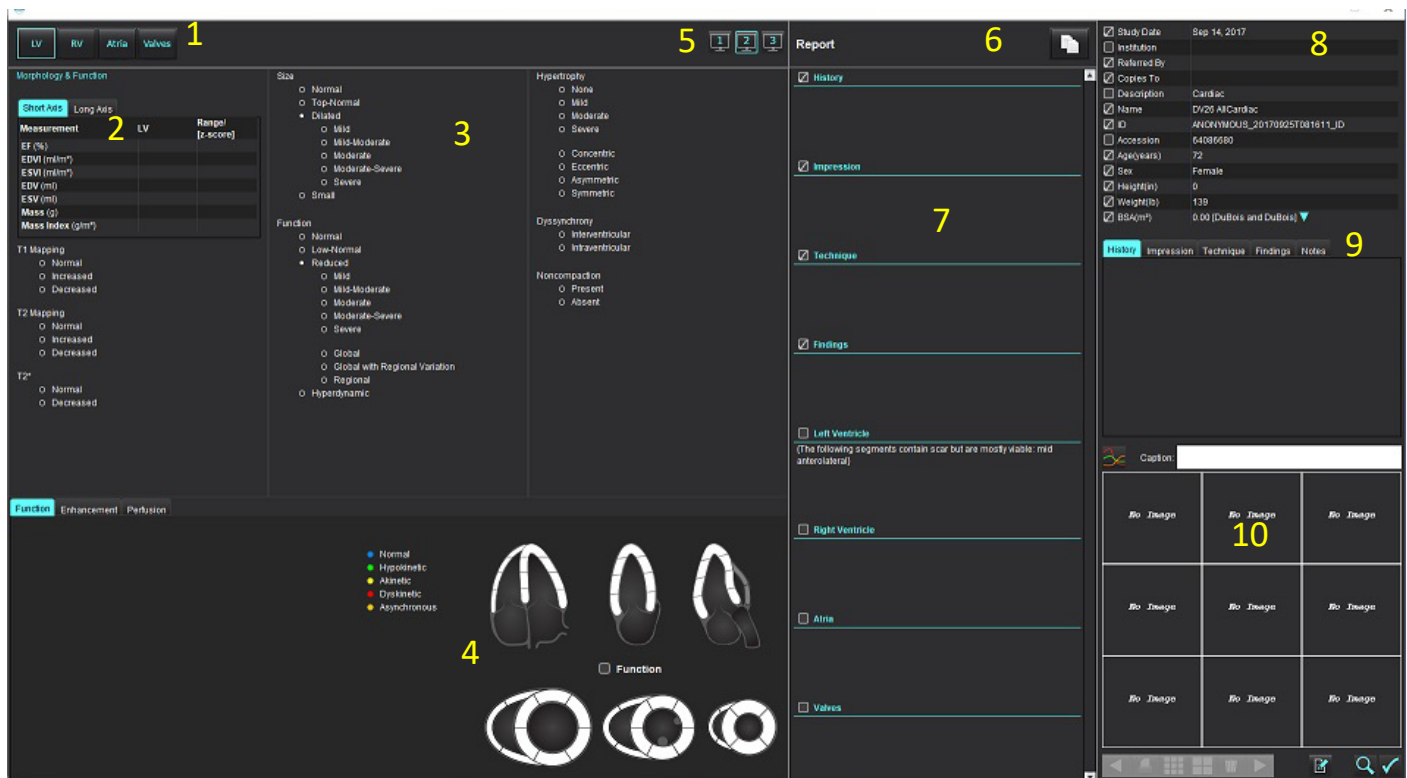 LV RV Atria Valves 1
5 1 2 3
Report 6
Morphology & Function
Short Axis Long Axis
Measurement LV Range/
[z-score]
2
EF (%)
EDVI (ml/m²)
ESVI (ml/m²)
EDV (ml)
ESV (ml)
Mass (g)
Mass Index (g/m²)
T1 Mapping
Normal
Increased
Decreased
T2 Mapping
Normal
Increased
Decreased
T2*
Normal
Decreased
Size
Normal
Top-Normal
Dilated
Mild
Mild-Moderate
Moderate
Moderate-Severe
Severe
Small
3
Function
Normal
Low-Normal
Reduced
Mild
Mild-Moderate
Moderate
Moderate-Severe
Severe
Global
Global with Regional Variation
Regional
Hyperdynamic
Hypertrophy
None
Mild
Moderate
Severe
Concentric
Eccentric
Asymmetric
Symmetric
Dyssynchrony
Interventricular
Intraventricular
Noncompaction
Present
Absent
Function Enhancement Perfusion
Normal
Hypokinetic
Akinetic
Dyskinetic
Asynchronous
4
Function
History
Impression
7
Technique
Findings
Left Ventricle
{The following segments contain scar but are mostly viable: mid
anterolateral}
Right Ventricle
Atria
Valves
Study Date Sep 14, 2017
8
Institution
Referred By
Copies To
Description Cardiac
Name DV26 AllCardiac
ID ANONYMOUS_20170925T081611_ID
Accession 64086680
Age(years) 72
Sex Female
Height(in) 0
Weight(lb) 139
BSA(m²) 0.00 (DuBois and DuBois)
History Impression Technique Findings Notes 9
Caption:
No Image No Image No Image
10
No Image No Image No Image
No Image No Image No Image